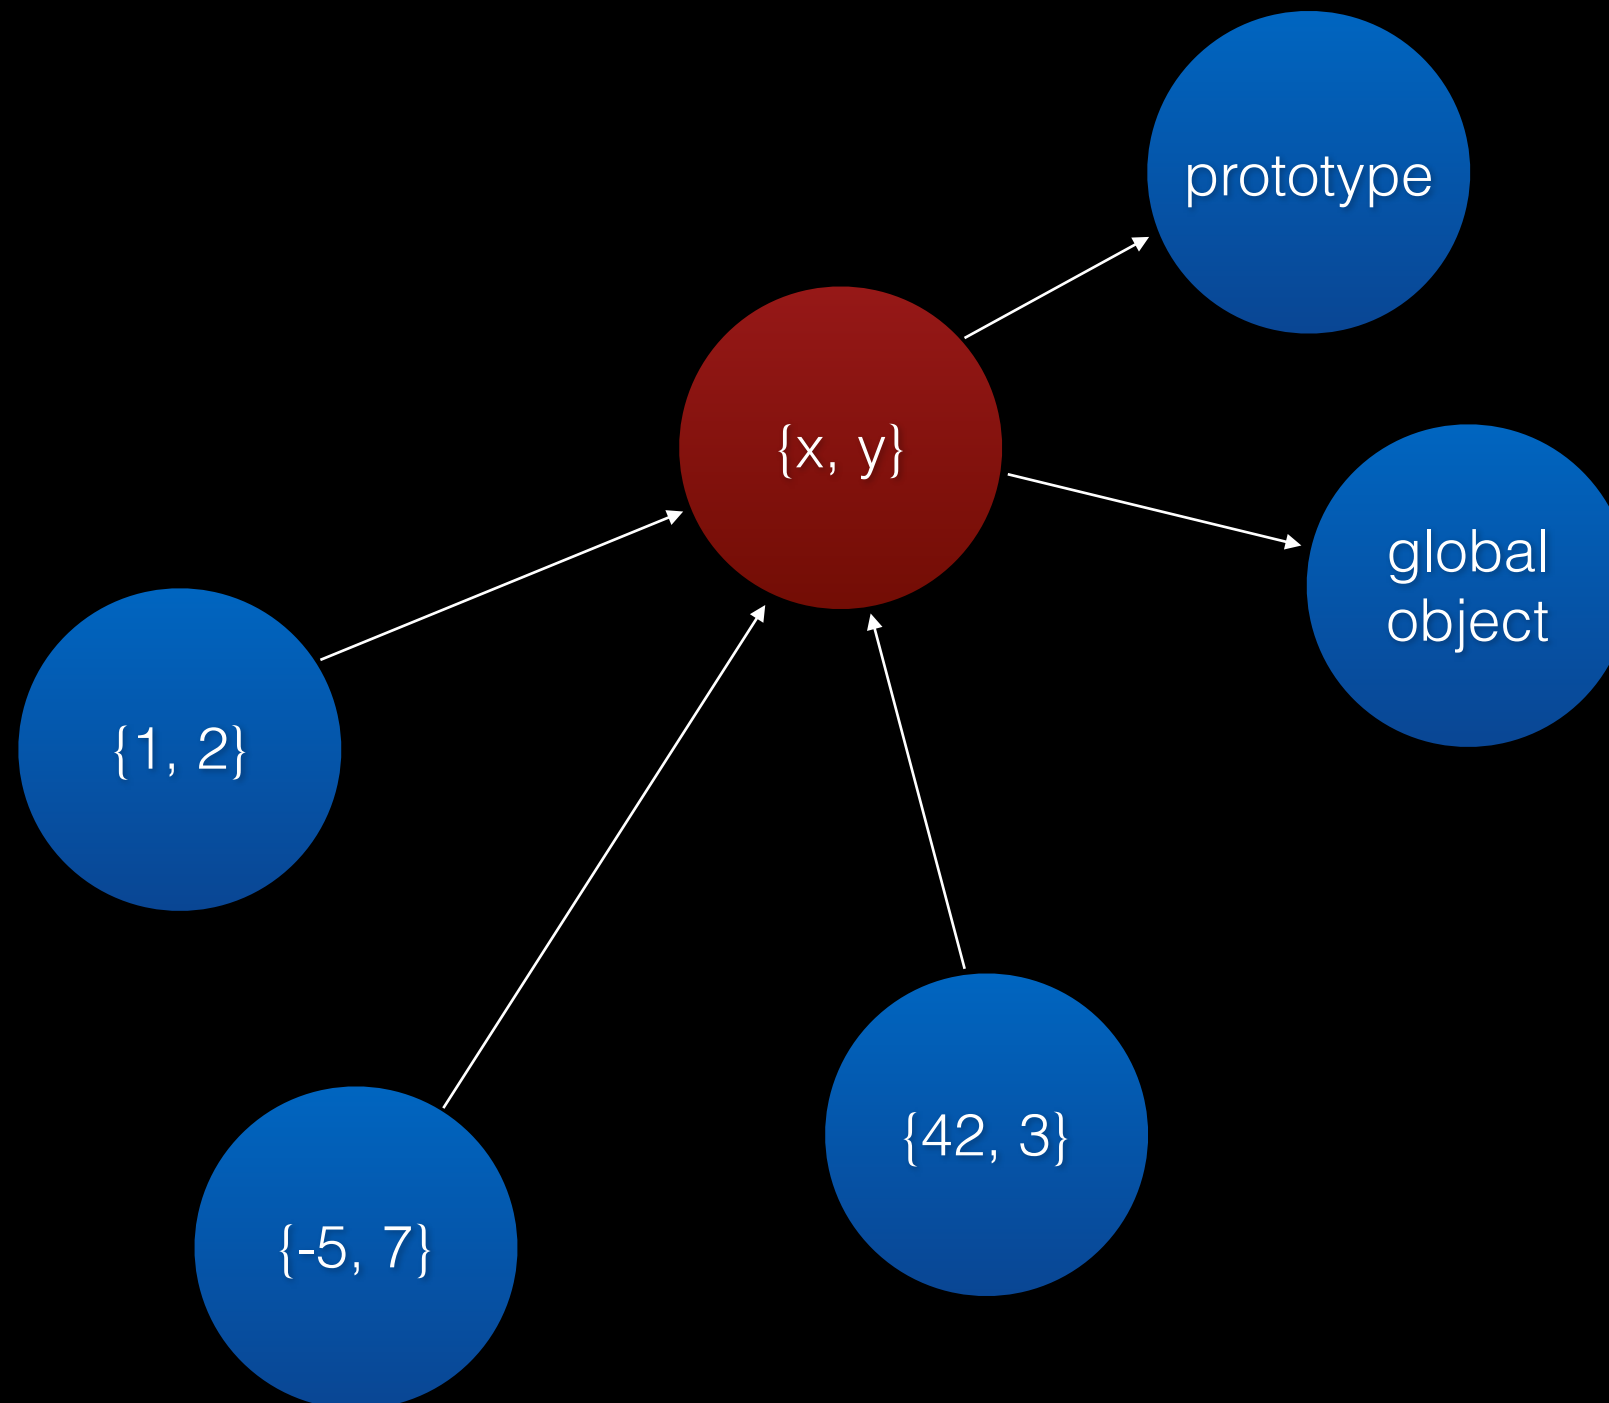 prototype
{x, y}
global
object
{1, 2}
{42, 3}
{-5, 7}